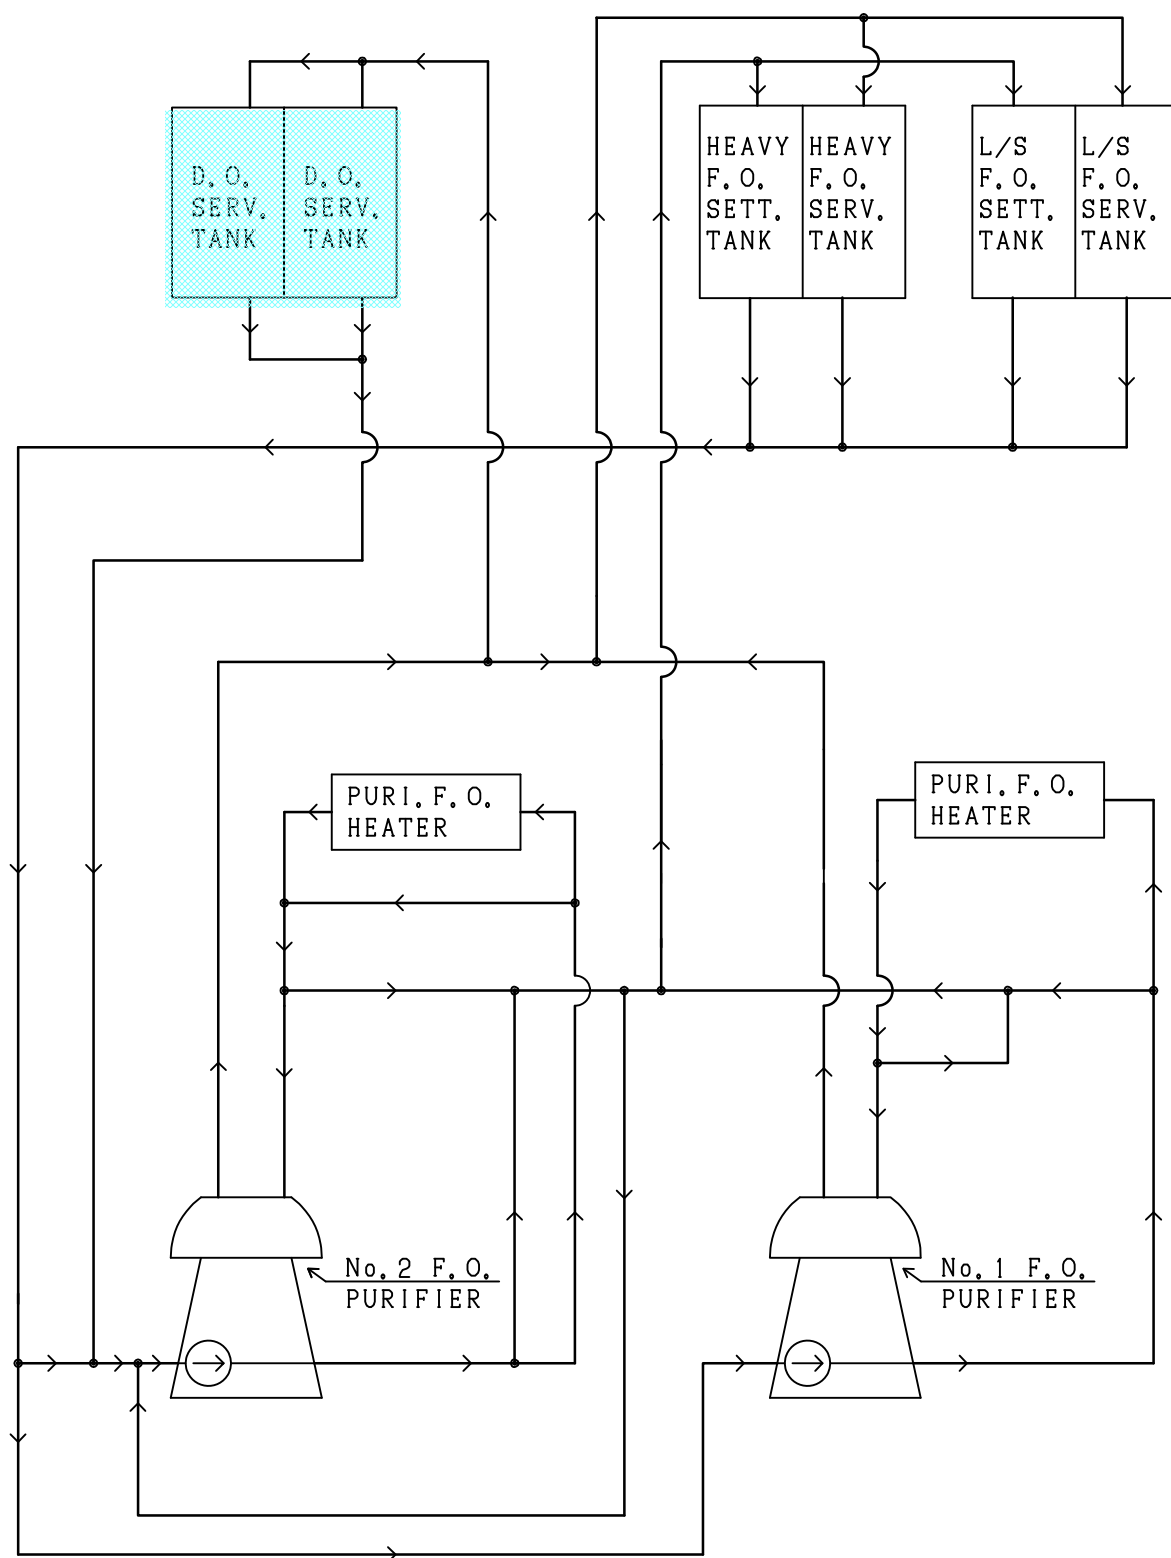 HEAVY
F.O.
SETT.
TANK
HEAVY
F.O.
SERV.
TANK
L/S
F.O.
SETT.
TANK
L/S
F.O.
SERV.
TANK
D.O.
SERV.
TANK
D.O.
SERV.
TANK
PURI.F.O.
HEATER
PURI.F.O.
HEATER
No.2 F.O.
PURIFIER
No.1 F.O.
PURIFIER